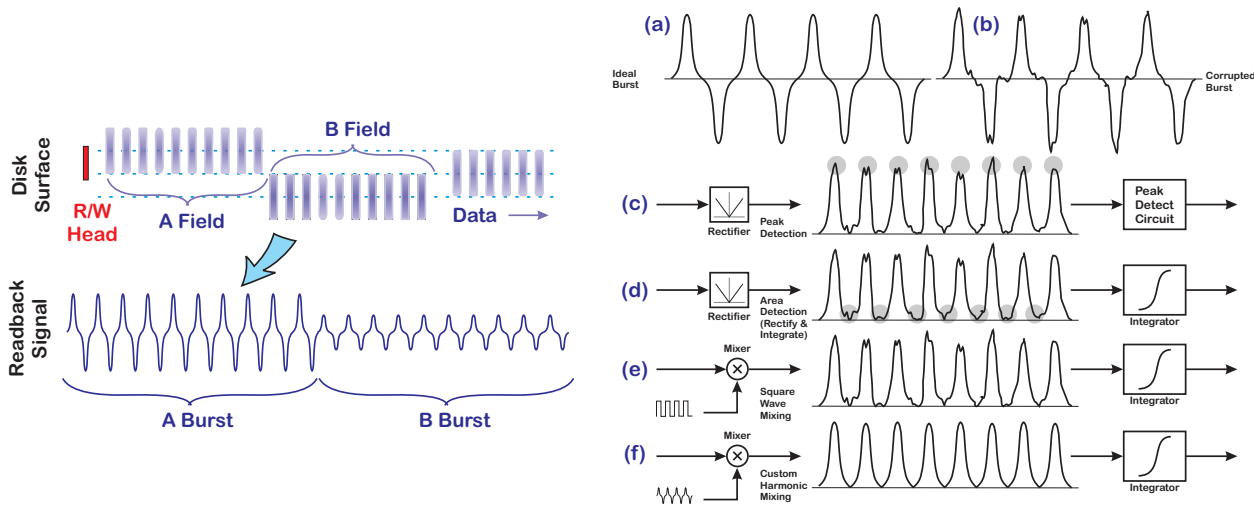 Disk
Surface
R/W
Head
A Field
B Field
Data
Readback
Signal
A Burst
B Burst
(a)
(b)
Ideal
Burst
Corrupted
Burst
(c)
Rectifier
Peak
Detection
Peak
Detect
Circuit
(d)
Rectifier
Area
Detection
(Rectify &
Integrate)
Integrator
(e)
Mixer
Square
Wave
Mixing
Integrator
(f)
Mixer
Custom
Harmonic
Mixing
Integrator